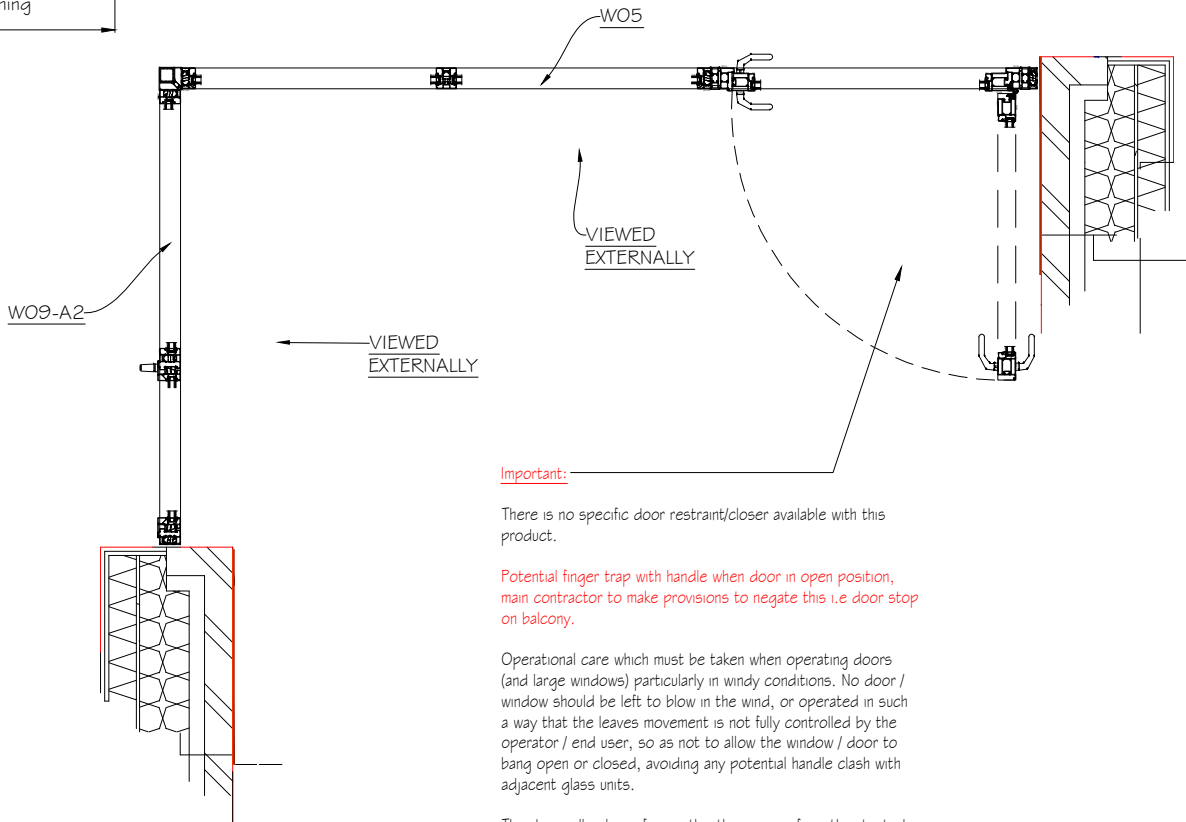 ning
W05
VIEWED
EXTERNALLY
W09-A2
VIEWED
EXTERNALLY
Important:
There is no specific door restraint/closer available with this
product.
Potential finger trap with handle when door in open position,
main contractor to make provisions to negate this i.e door stop
on balcony.
Operational care which must be taken when operating doors
(and large windows) particularly in windy conditions. No door /
window should be left to blow in the wind, or operated in such
a way that the leaves movement is not fully controlled by the
operator / end user, so as not to allow the window / door to
bang open or closed, avoiding any potential handle clash with
adjacent glass units.